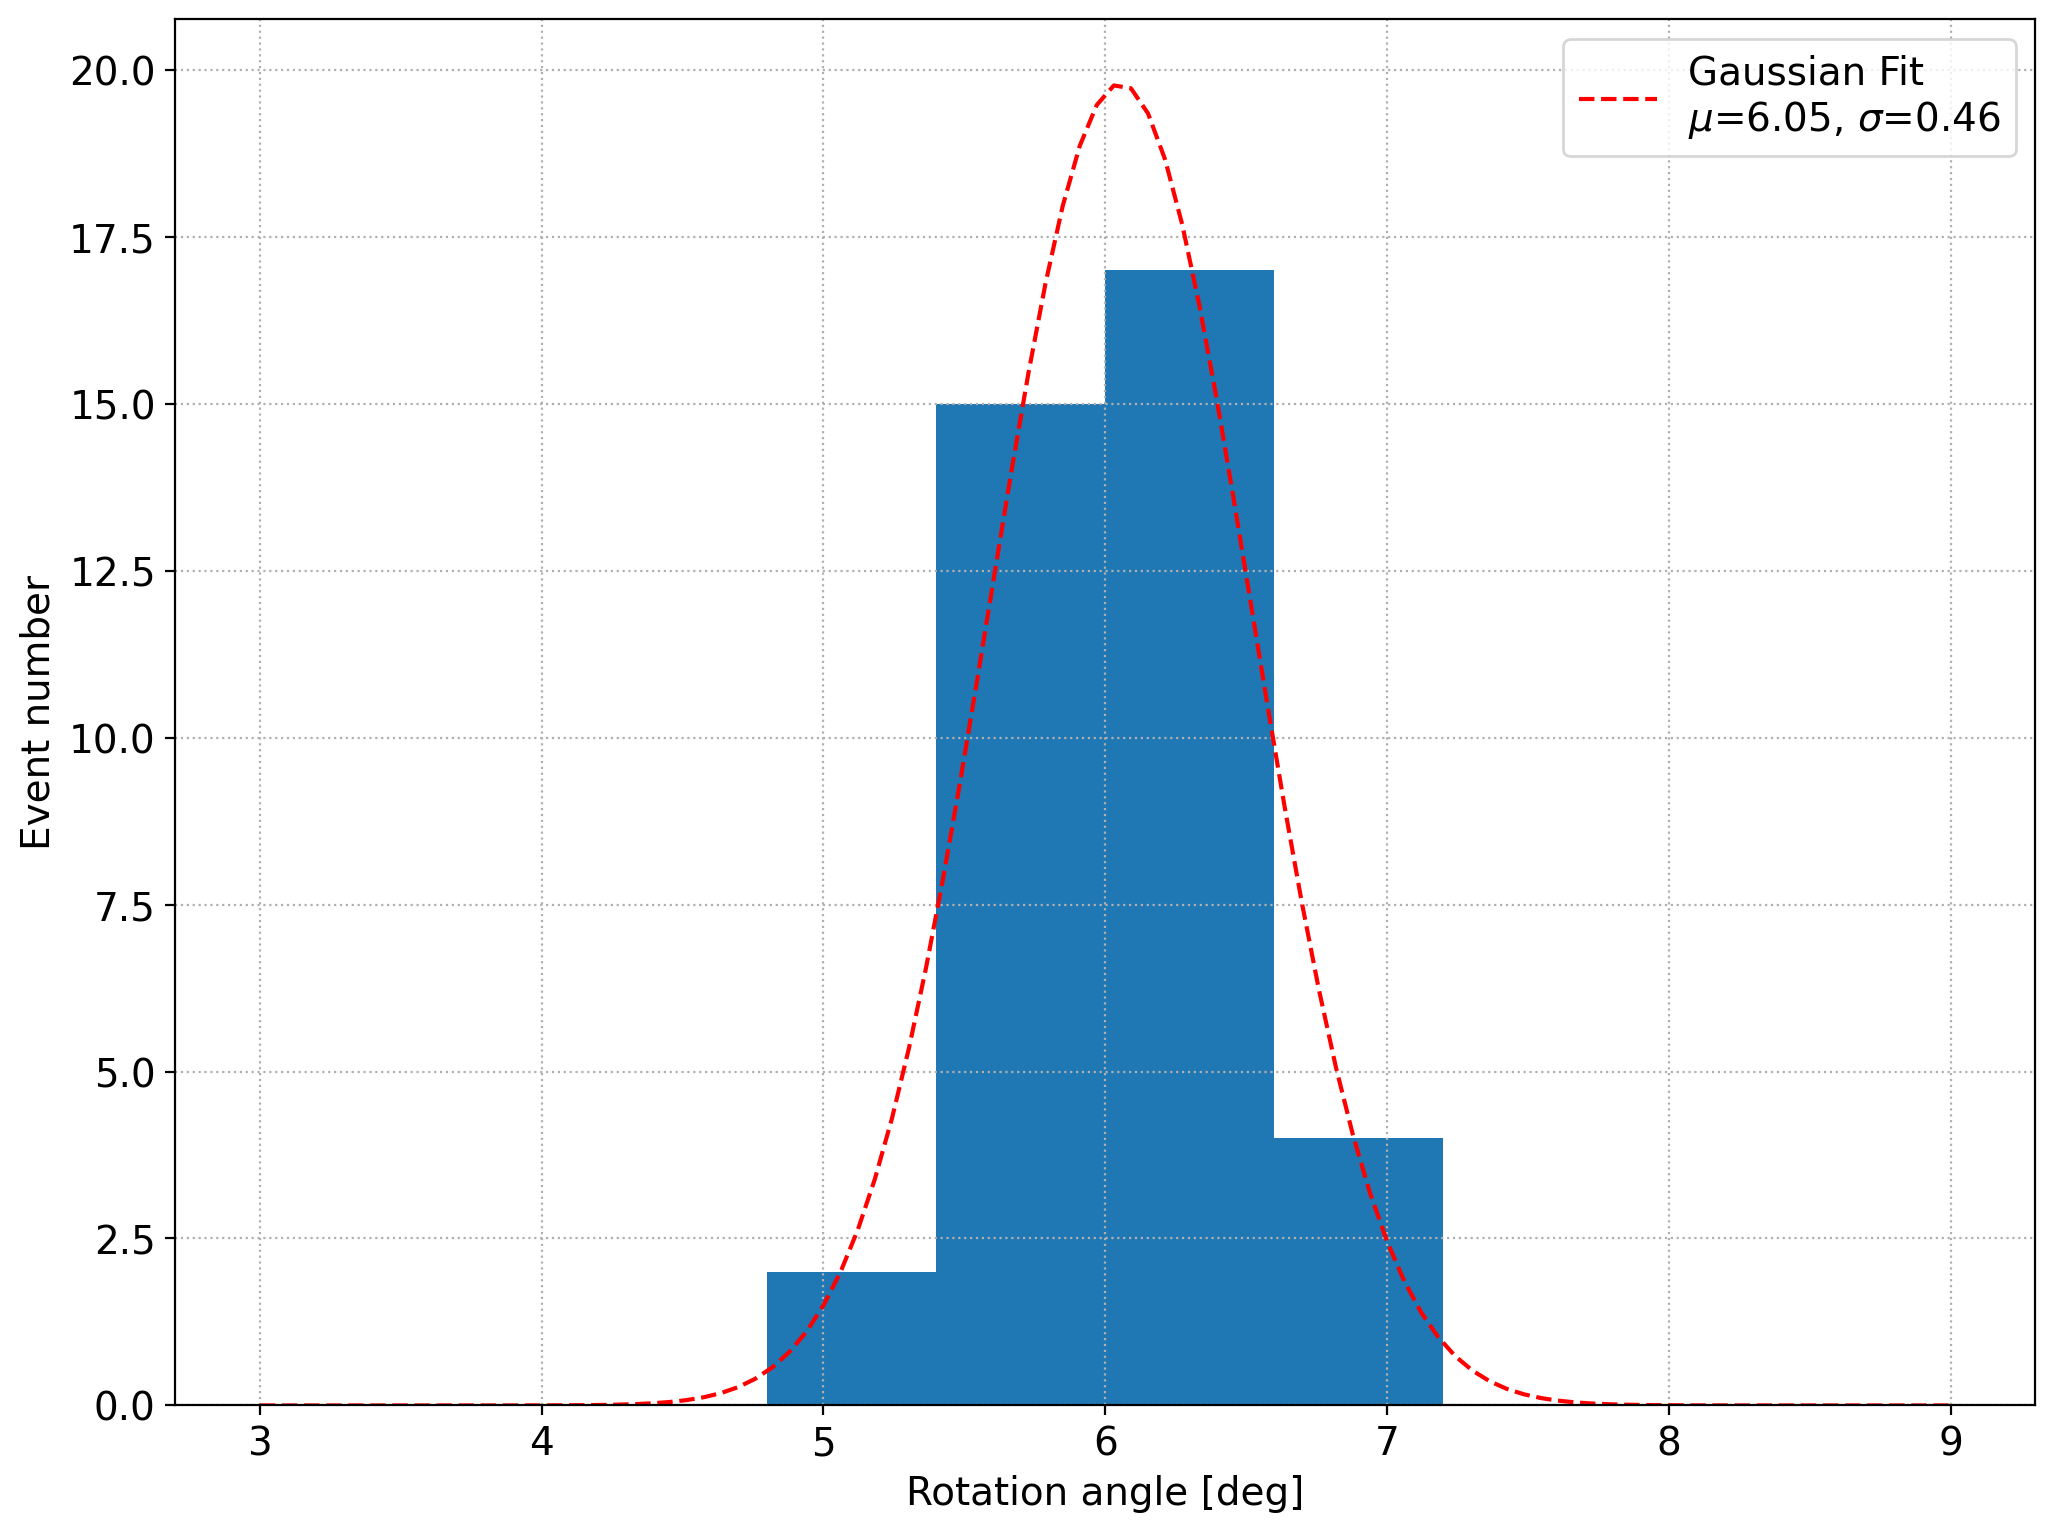 20.0
17.5
15.0
12.5
10.0
7.5
5.0
2.5
0.0
Event number
Gaussian Fit
μ=6.05, σ=0.46
3 4 5 6 7 8 9
Rotation angle [deg]